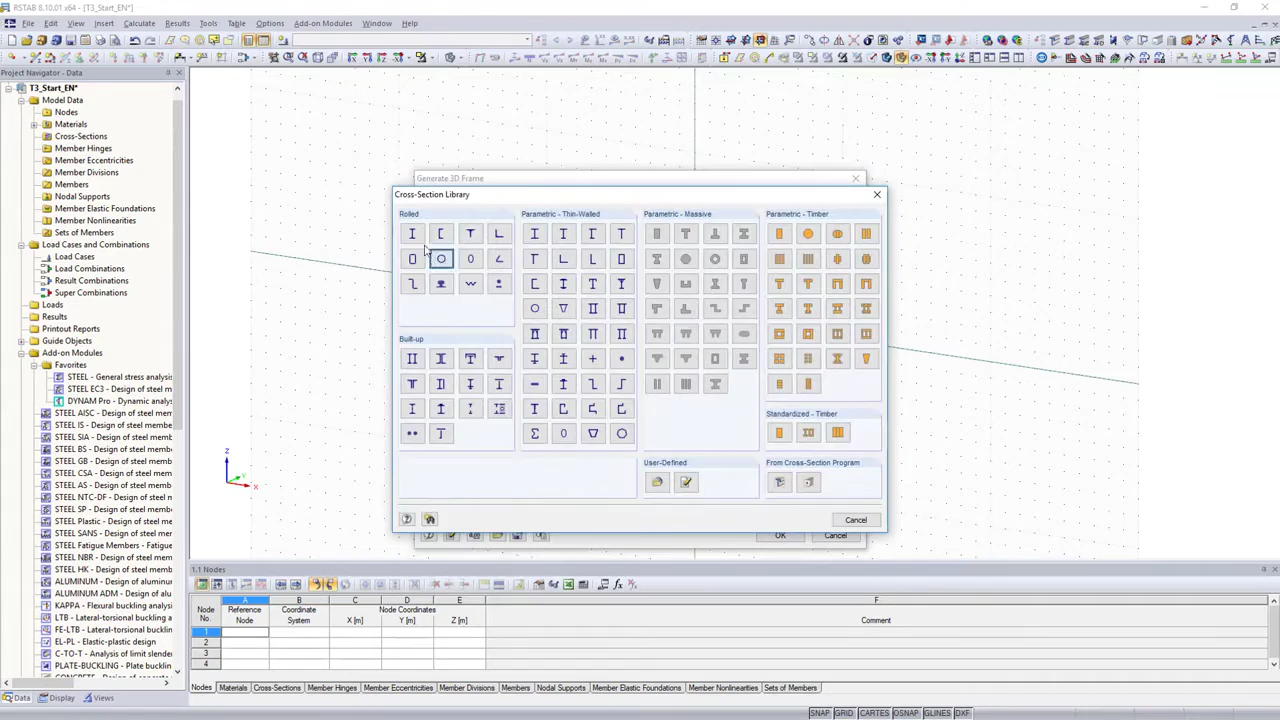 RSTAB 8.10.01 x64 - [T3_Start_EN*]
File Edit View Insert Calculate Results Tools Table Options Add-on Modules Window Help
Project Navigator - Data
T3_Start_EN*
Model Data
Nodes
Materials
Cross-Sections
Member Hinges
Member Eccentricities
Member Divisions
Members
Nodal Supports
Member Elastic Foundations
Member Nonlinearities
Sets of Members
Load Cases and Combinations
Load Cases
Load Combinations
Result Combinations
Super Combinations
Loads
Results
Printout Reports
Guide Objects
Add-on Modules
Favorites
STEEL - General stress analysis
STEEL EC3 - Design of steel mem
DYNAM Pro - Dynamic analys
STEEL AISC - Design of steel mem
STEEL IS - Design of steel membe
STEEL SIA - Design of steel mem
STEEL BS - Design of steel memb
STEEL GB - Design of steel memb
STEEL CSA - Design of steel mem
STEEL AS - Design of steel memb
STEEL NTC-DF - Design of steel m
STEEL SP - Design of steel memb
STEEL Plastic - Design of steel me
STEEL SANS - Design of steel me
STEEL Fatigue Members - Fatigue
STEEL NBR - Design of steel mem
STEEL HK - Design of steel memb
ALUMINUM - Design of aluminu
ALUMINUM ADM - Design of alu
KAPPA - Flexural buckling analysi
LTB - Lateral-torsional buckling
FE-LTB - Lateral-torsional buckling
EL-PL - Elastic-plastic design
C-TO-T - Analysis of limit slender
PLATE-BUCKLING - Plate buckling
Data Display Views
Generate 3D Frame
Cross-Section Library
Rolled
Parametric - Thin-Walled
Parametric - Massive
Parametric - Timber
Built-up
Standardized - Timber
User-Defined
From Cross-Section Program
Cancel
OK Cancel
Z
Y
X
1.1 Nodes
A B C D E F
Node No. Reference Node Coordinate System Node Coordinates X [m] Y [m] Z [m] Comment
1
2
3
4
Nodes Materials Cross-Sections Member Hinges Member Eccentricities Member Divisions Members Nodal Supports Member Elastic Foundations Member Nonlinearities Sets of Members
SNAP GRID CARTES OSNAP GLINES DXF